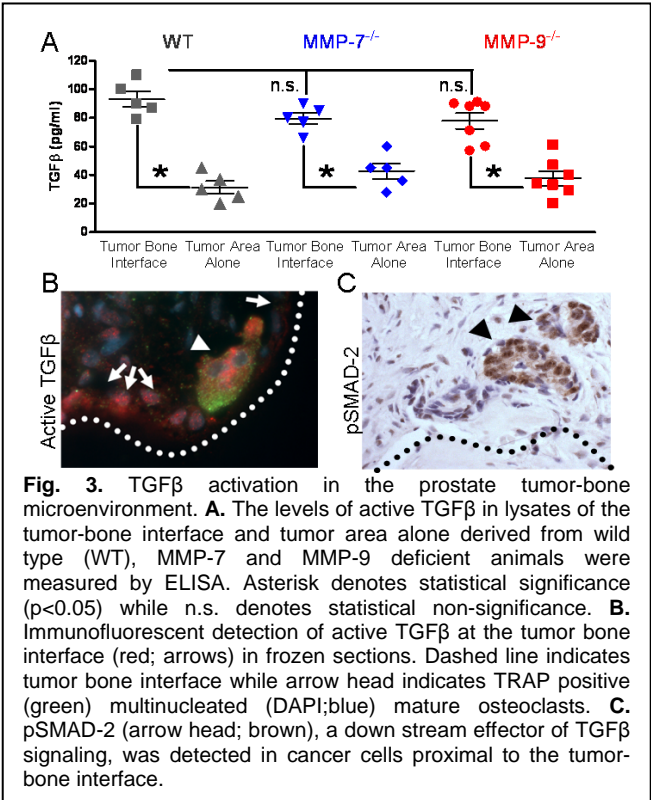 A
WT MMP-7-/- MMP-9-/-
120
100
80
60
40
20
0
TGFβ (pg/ml)
n.s. n.s.
* * *
Tumor Bone Interface
Tumor Area Alone
Tumor Bone Interface
Tumor Area Alone
Tumor Bone Interface
Tumor Area Alone
B
Active TGFβ
C
pSMAD-2
Fig. 3. TGFβ activation in the prostate tumor-bone
microenvironment. A. The levels of active TGFβ in lysates of the
tumor-bone interface and tumor area alone derived from wild
type (WT), MMP-7 and MMP-9 deficient animals were
measured by ELISA. Asterisk denotes statistical significance
(p<0.05) while n.s. denotes statistical non-significance. B.
Immunofluorescent detection of active TGFβ at the tumor bone
interface (red; arrows) in frozen sections. Dashed line indicates
tumor bone interface while arrow head indicates TRAP positive
(green) multinucleated (DAPI;blue) mature osteoclasts. C.
pSMAD-2 (arrow head; brown), a down stream effector of TGFβ
signaling, was detected in cancer cells proximal to the tumor-
bone interface.